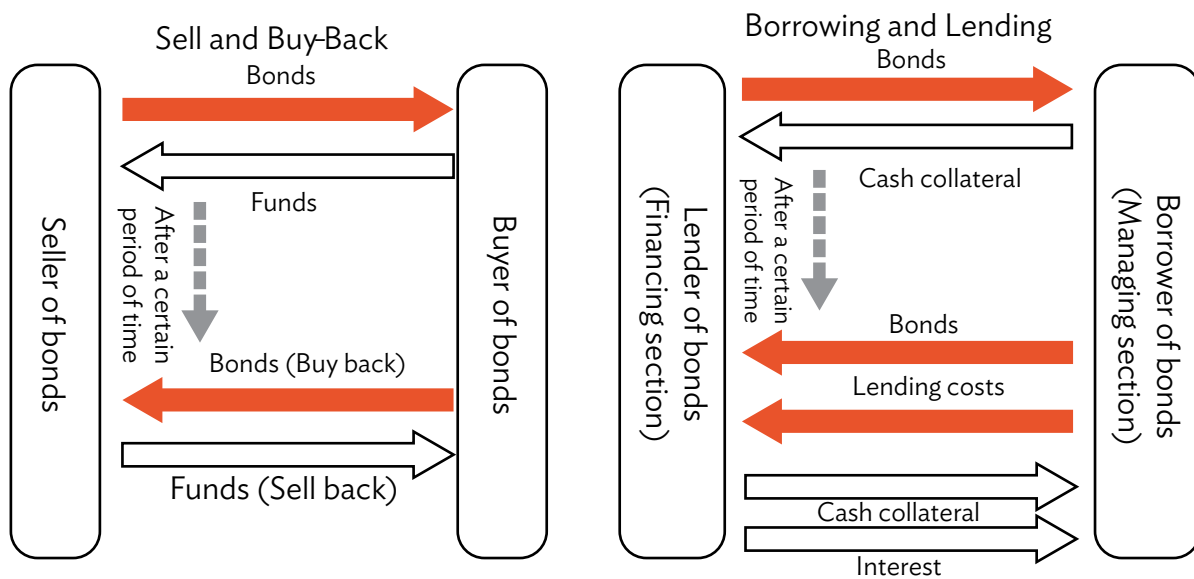 Sell and Buy-Back
Bonds
Funds
After a certain
period of time
Bonds (Buy back)
Funds (Sell back)
Seller of bonds
Buyer of bonds
Borrowing and Lending
Bonds
Cash collateral
After a certain
period of time
Bonds
Lending costs
Cash collateral
Interest
Lender of bonds
(Financing section)
Borrower of bonds
(Managing section)